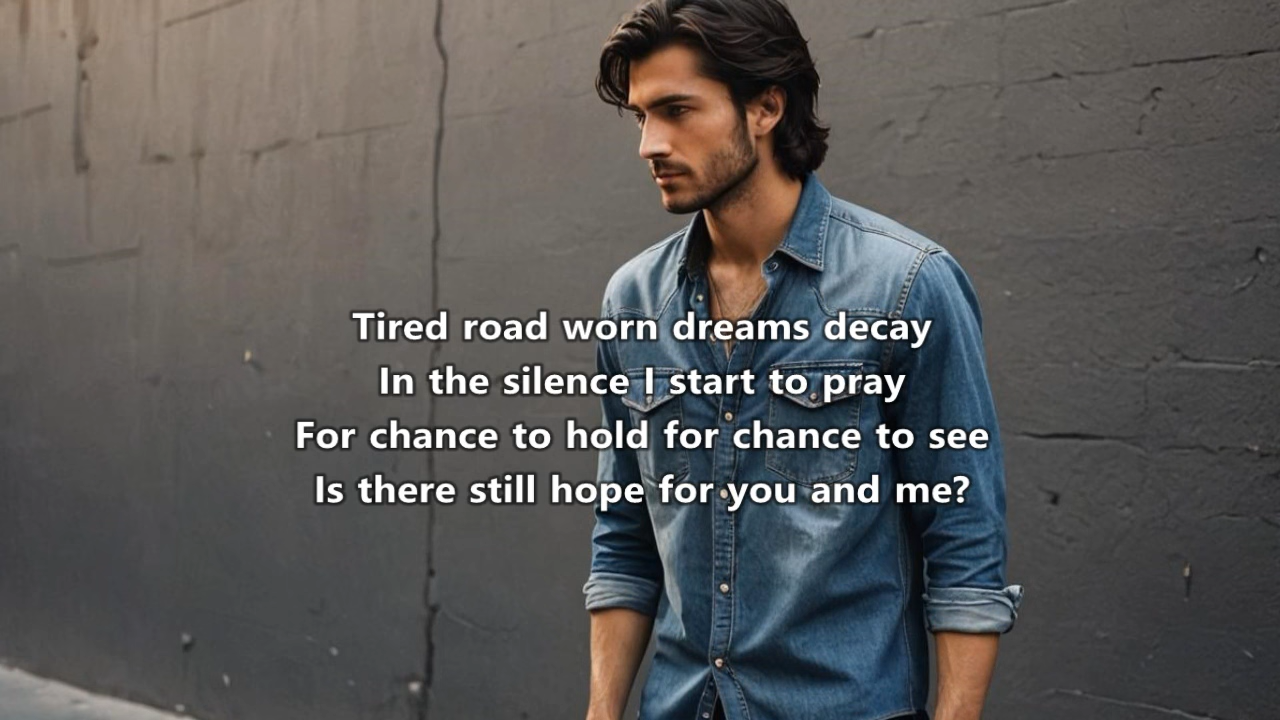 Tired road worn dreams decay
In the silence I start to pray
For chance to hold for chance to see
Is there still hope for you and me?